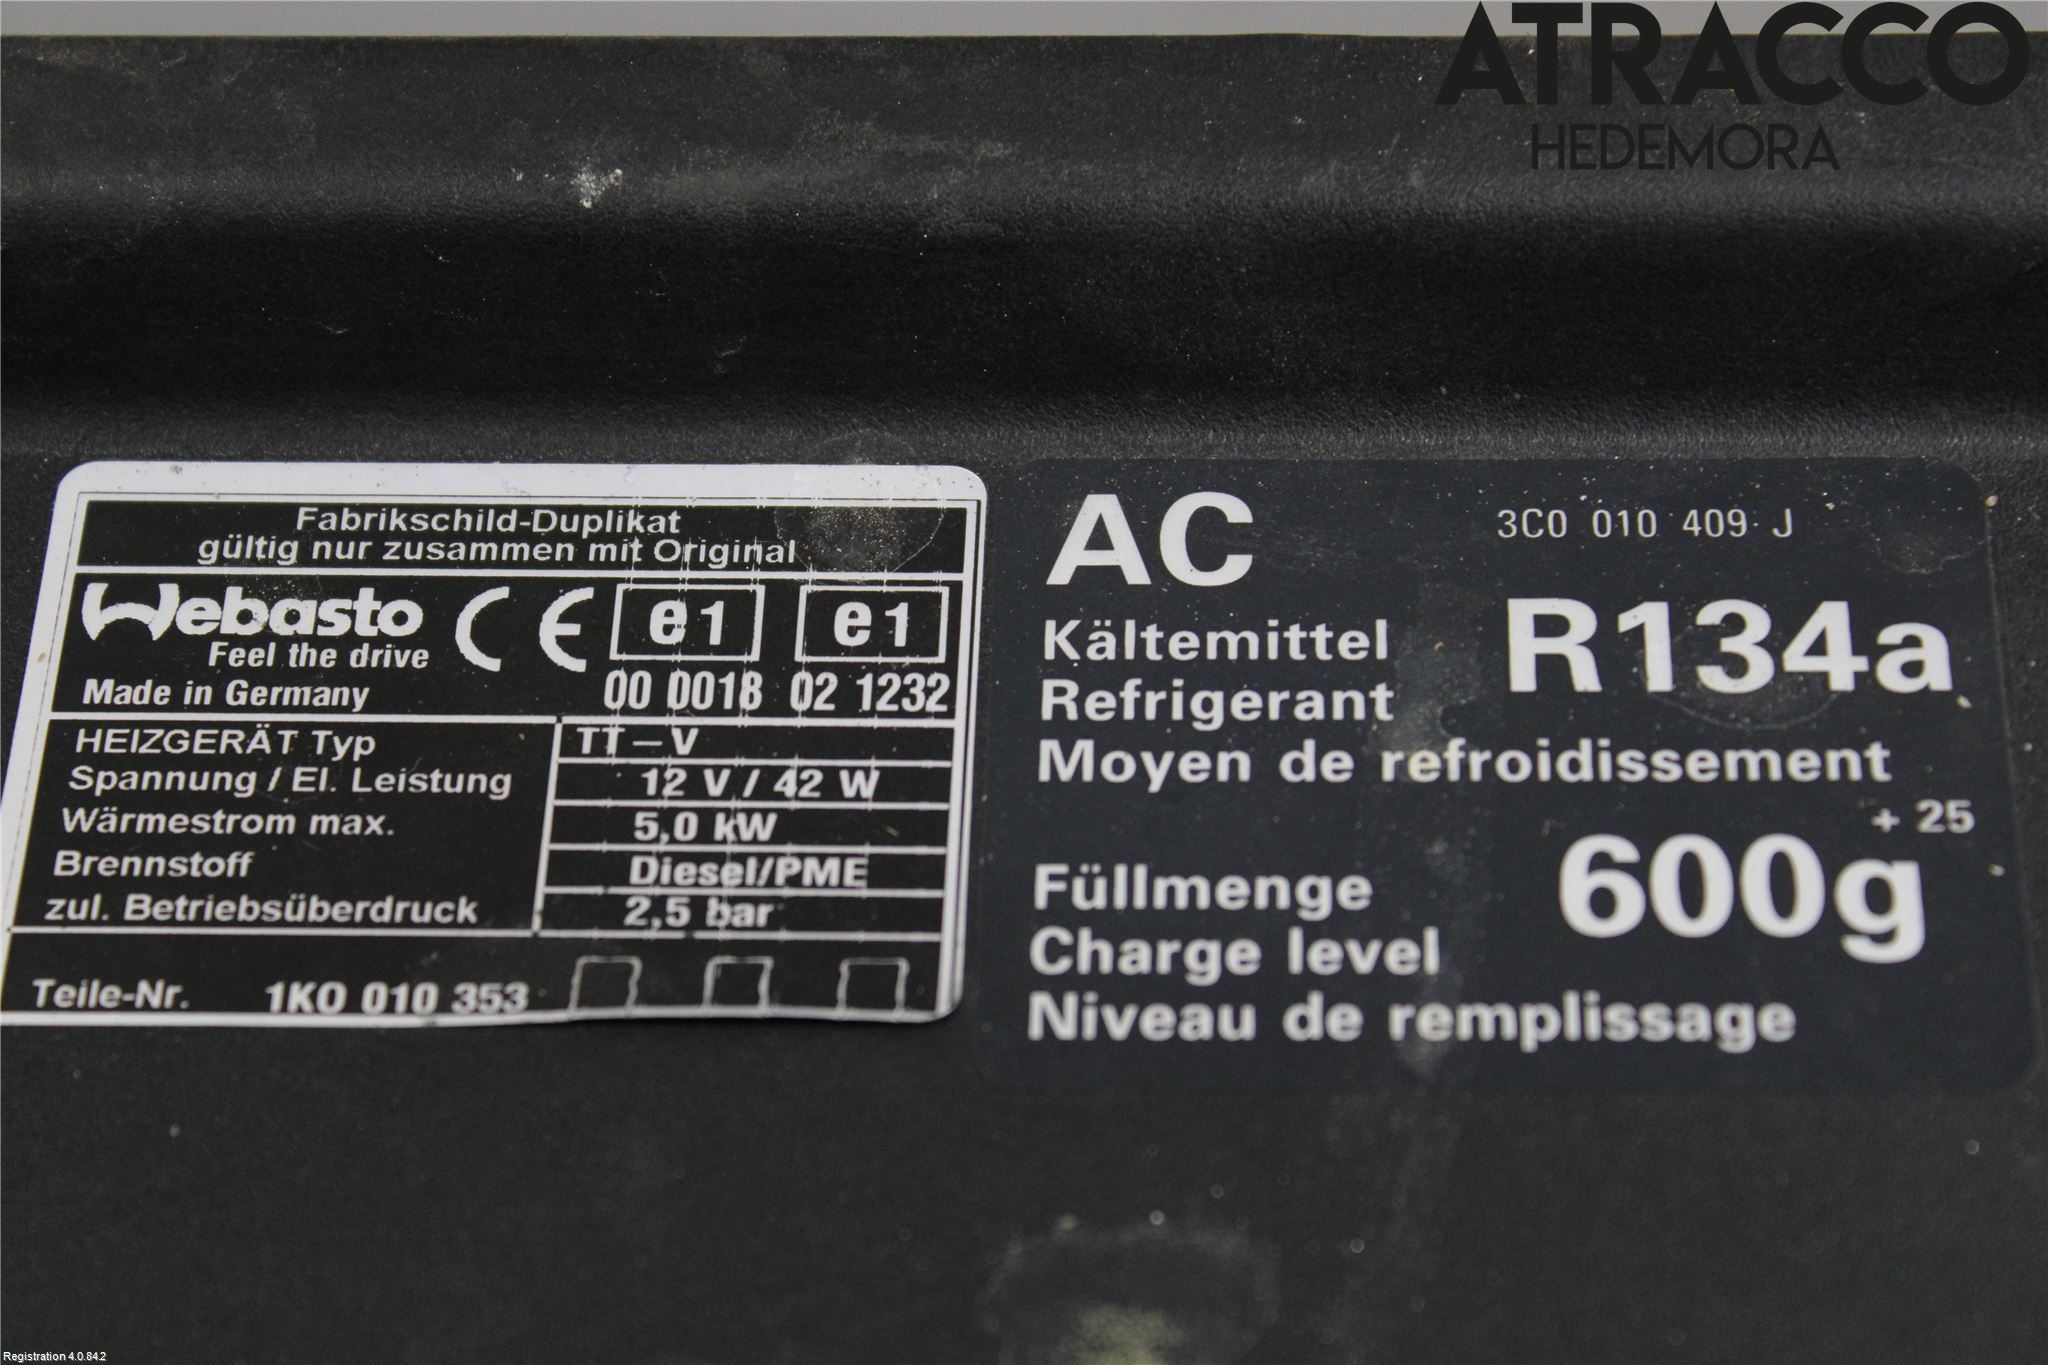 ATRACCO
HEDEMORA
Fabrikschild-Duplikat
gültig nur zusammen mit Original
Webasto
Feel the drive
CE
e1
e1
Made in Germany
00 0018
02 1232
HEIZGERÄT Typ
TT-V
Spannung / El. Leistung
12 V / 42 W
Wärmestrom max.
5,0 kW
Brennstoff
Diesel/PME
zul. Betriebsüberdruck
2,5 bar
Teile-Nr. 1K0 010 353
AC
3C0 010 409 J
Kältemittel
Refrigerant
Moyen de refroidissement
R134a
Füllmenge
Charge level
Niveau de remplissage
600g + 25
Registration 4.0.84.2